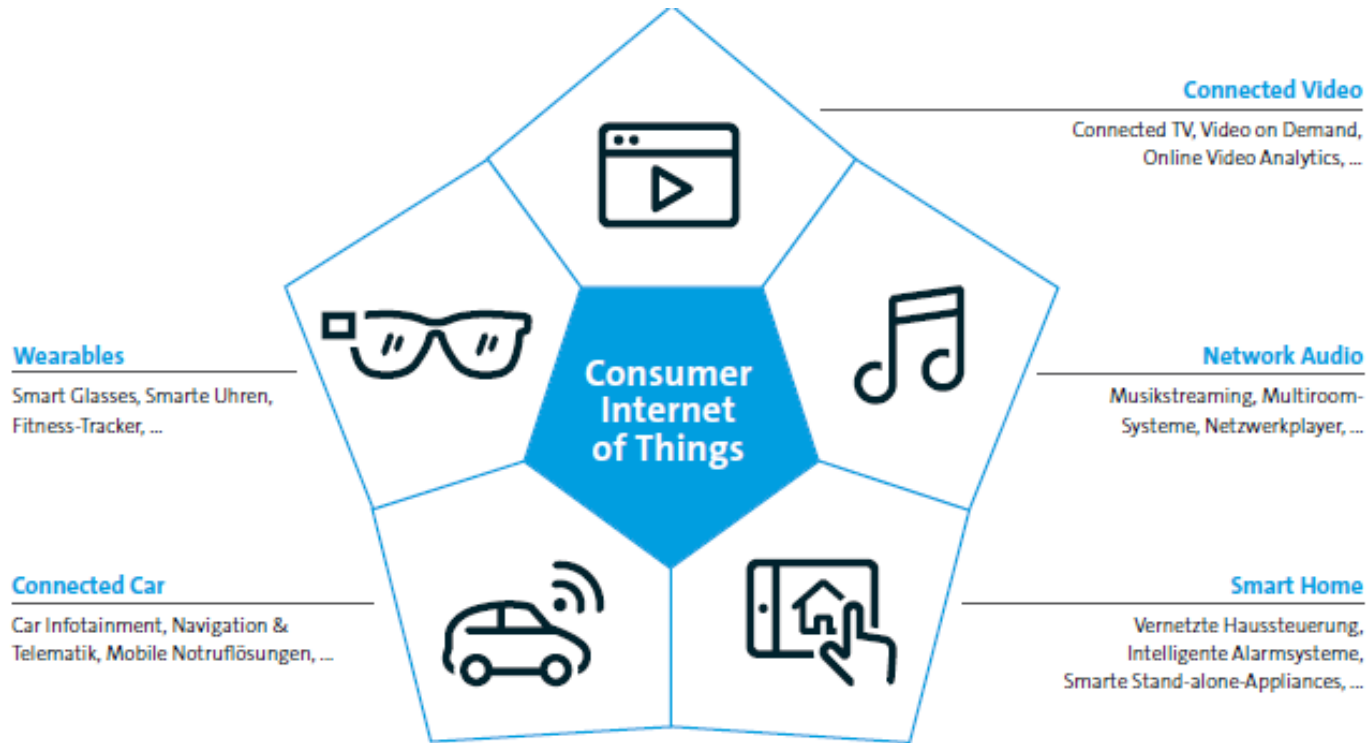 Connected Video
Connected TV, Video on Demand,
Online Video Analytics, ...
Consumer
Internet
of Things
Wearables
Smart Glasses, Smarte Uhren,
Fitness-Tracker, ...
Network Audio
Musikstreaming, Multiroom-
Systeme, Netzwerkplayer, ...
Connected Car
Car Infotainment, Navigation &
Telematik, Mobile Notruflösungen, ...
Smart Home
Vernetzte Haussteuerung,
Intelligente Alarmsysteme,
Smarte Stand-alone-Appliances, ...